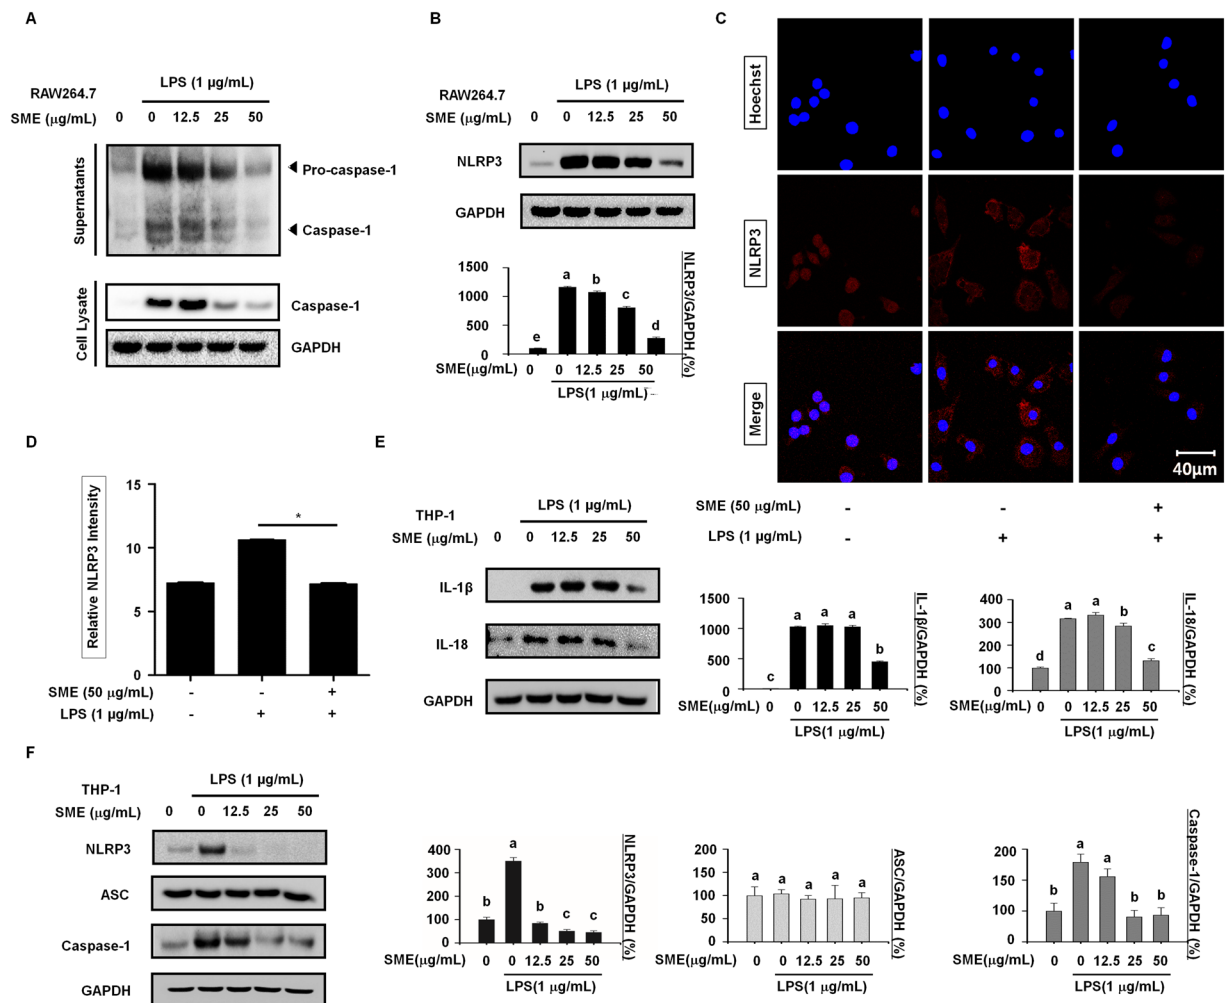 A
LPS (1 µg/mL)
RAW264.7
SME (µg/mL) 0 0 12.5 25 50
Supernatants
Pro-caspase-1
Caspase-1
Cell Lysate
Caspase-1
GAPDH
B
LPS (1 µg/mL)
RAW264.7
SME (µg/mL) 0 0 12.5 25 50
NLRP3
GAPDH
1500
1000
500
0
e a b c d
NLRP3/GAPDH (%)
SME(µg/mL) 0 0 12.5 25 50
LPS(1 µg/mL)
C
Hoechst
NLRP3
Merge
40µm
SME (50 µg/mL) - - +
LPS (1 µg/mL) - + +
D
Relative NLRP3 Intensity
15
10
5
0
*
SME (50 µg/mL) - - +
LPS (1 µg/mL) - + +
E
LPS (1 µg/mL)
THP-1
SME (µg/mL) 0 0 12.5 25 50
IL-1β
IL-18
GAPDH
1500
1000
500
0
c a a a b
IL-1β/GAPDH (%)
SME(µg/mL) 0 0 12.5 25 50
LPS(1 µg/mL)
400
300
200
100
0
d a a b c
IL-18/GAPDH (%)
SME(µg/mL) 0 0 12.5 25 50
LPS(1 µg/mL)
F
LPS (1 µg/mL)
THP-1
SME (µg/mL) 0 0 12.5 25 50
NLRP3
ASC
Caspase-1
GAPDH
400
300
200
100
0
b a b c c
NLRP3/GAPDH (%)
SME(µg/mL) 0 0 12.5 25 50
LPS(1 µg/mL)
200
150
100
50
0
a a a a a
ASC/GAPDH (%)
SME(µg/mL) 0 0 12.5 25 50
LPS(1 µg/mL)
200
150
100
50
0
b a a b b
Caspase-1/GAPDH (%)
SME(µg/mL) 0 0 12.5 25 50
LPS(1 µg/mL)